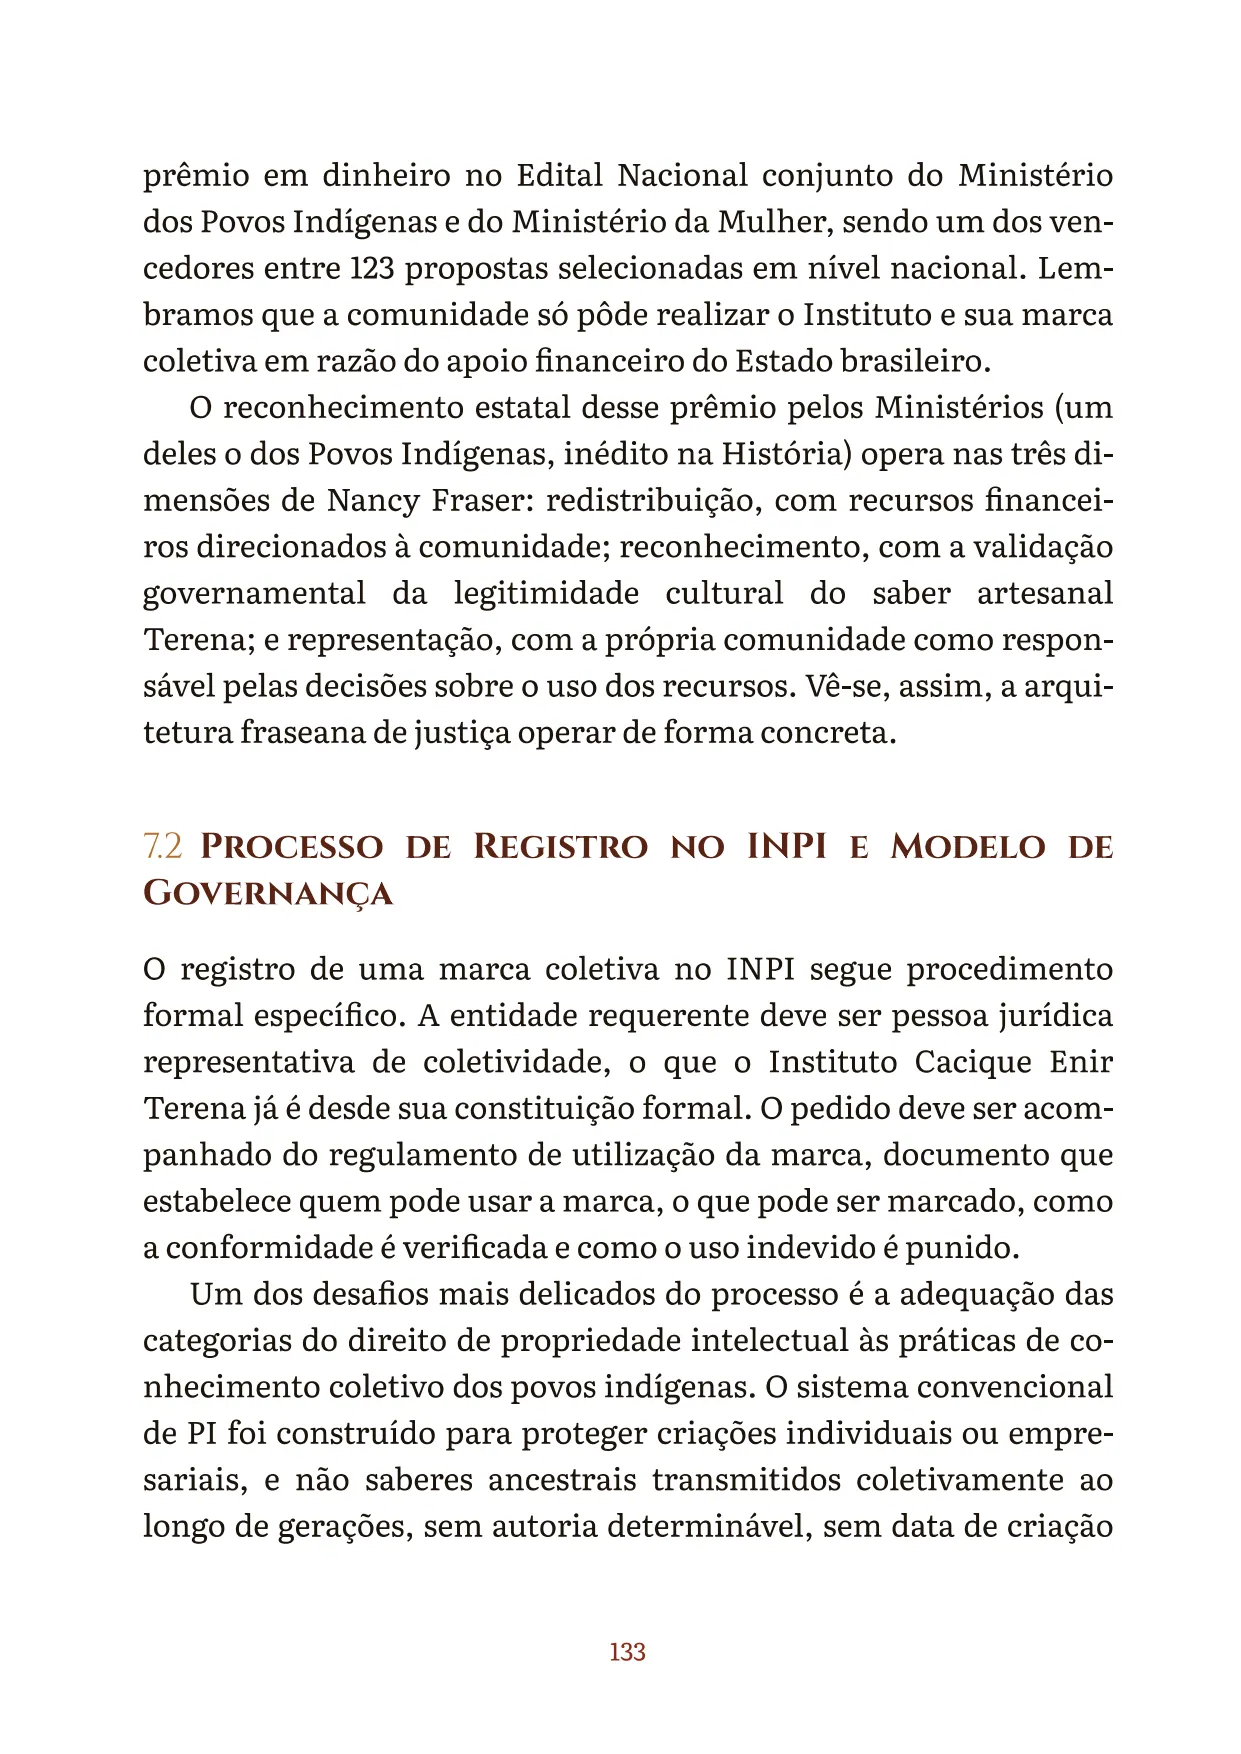 prêmio em dinheiro no Edital Nacional conjunto do Ministério
dos Povos Indígenas e do Ministério da Mulher, sendo um dos ven-
cedores entre 123 propostas selecionadas em nível nacional. Lem-
bramos que a comunidade só pôde realizar o Instituto e sua marca
coletiva em razão do apoio financeiro do Estado brasileiro.
O reconhecimento estatal desse prêmio pelos Ministérios (um
deles o dos Povos Indígenas, inédito na História) opera nas três di-
mensões de Nancy Fraser: redistribuição, com recursos financei-
ros direcionados à comunidade; reconhecimento, com a validação
governamental da legitimidade cultural do saber artesanal
Terena; e representação, com a própria comunidade como respon-
sável pelas decisões sobre o uso dos recursos. Vê-se, assim, a arqui-
tetura fraseana de justiça operar de forma concreta.
7.2 Processo de Registro no INPI e Modelo de
Governança
O registro de uma marca coletiva no INPI segue procedimento
formal específico. A entidade requerente deve ser pessoa jurídica
representativa de coletividade, o que o Instituto Cacique Enir
Terena já é desde sua constituição formal. O pedido deve ser acom-
panhado do regulamento de utilização da marca, documento que
estabelece quem pode usar a marca, o que pode ser marcado, como
a conformidade é verificada e como o uso indevido é punido.
Um dos desafios mais delicados do processo é a adequação das
categorias do direito de propriedade intelectual às práticas de co-
nhecimento coletivo dos povos indígenas. O sistema convencional
de PI foi construído para proteger criações individuais ou empre-
sariais, e não saberes ancestrais transmitidos coletivamente ao
longo de gerações, sem autoria determinável, sem data de criação
133